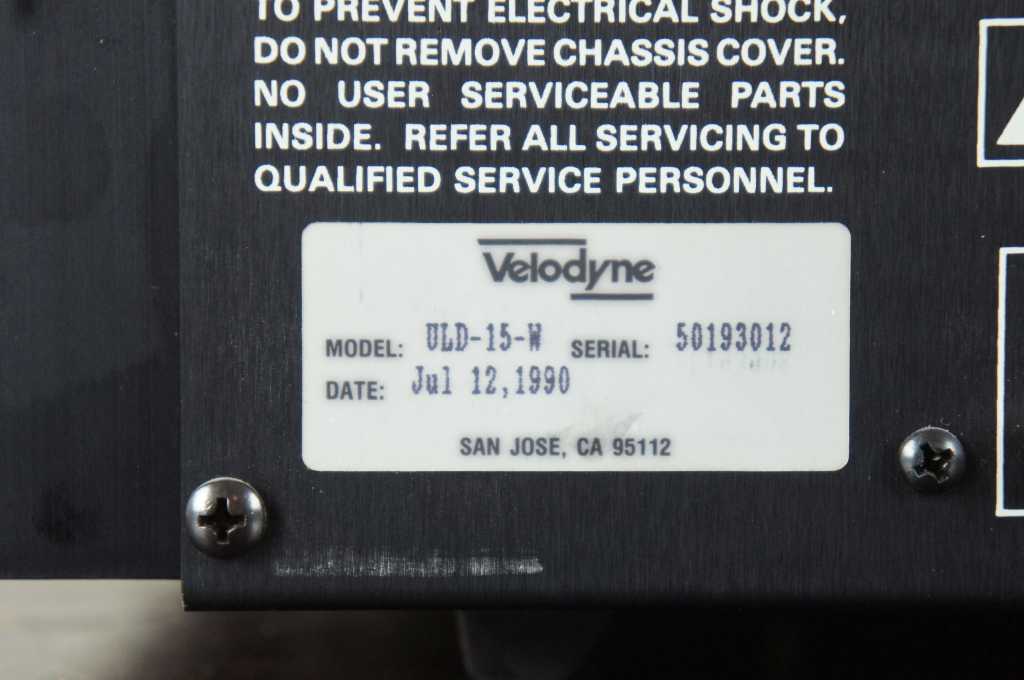 TO PREVENT ELECTRICAL SHOCK,
DO NOT REMOVE CHASSIS COVER.
NO USER SERVICEABLE PARTS
INSIDE. REFER ALL SERVICING TO
QUALIFIED SERVICE PERSONNEL.
Velodyne
MODEL: ULD-15-W SERIAL: 50193012
DATE: Jul 12,1990
SAN JOSE, CA 95112